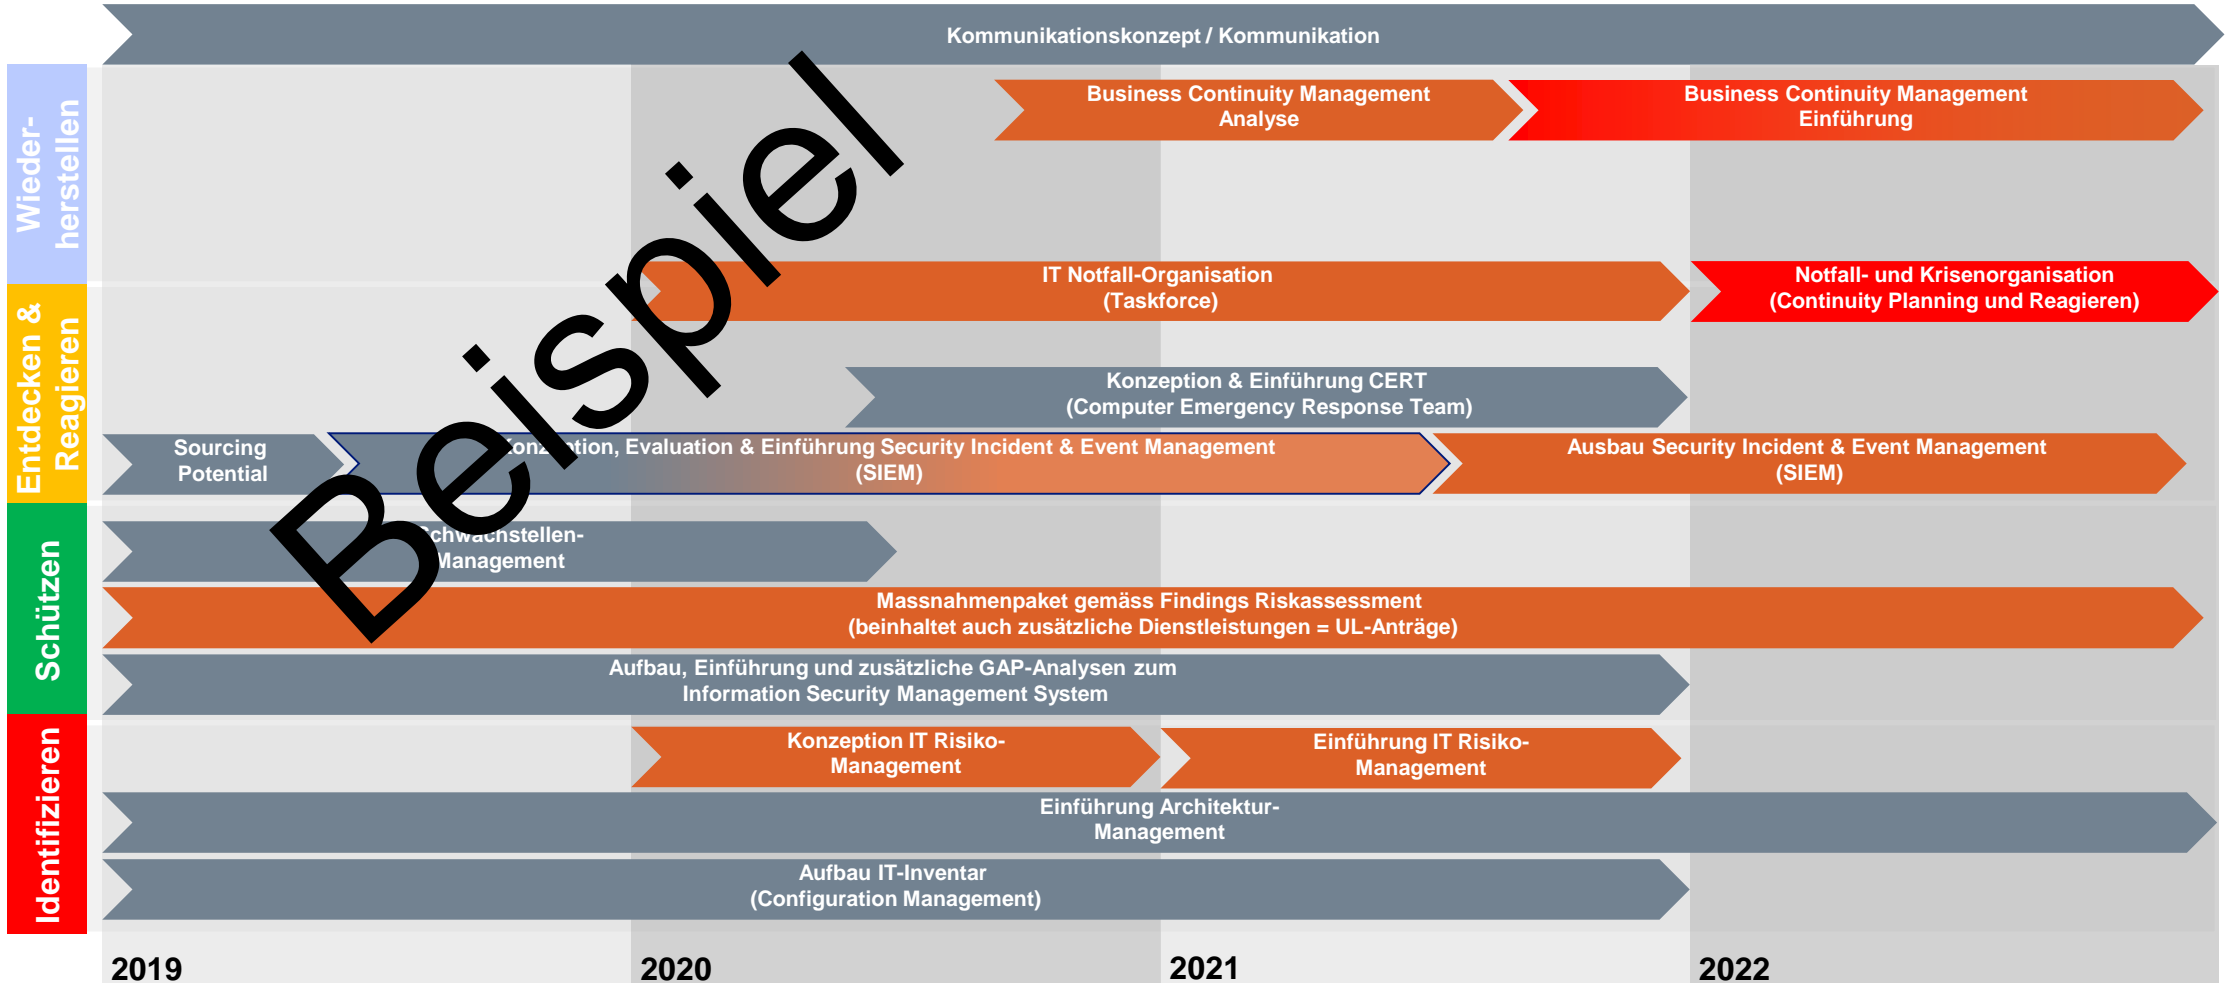 Kommunikationskonzept / Kommunikation
Wieder-
herstellen
Business Continuity Management
Analyse
Business Continuity Management
Einführung
IT Notfall-Organisation
(Taskforce)
Notfall- und Krisenorganisation
(Continuity Planning und Reagieren)
Entdecken &
Reagieren
Konzeption & Einführung CERT
(Computer Emergency Response Team)
Sourcing
Potential
Konzeption, Evaluation & Einführung Security Incident & Event Management
(SIEM)
Ausbau Security Incident & Event Management
(SIEM)
Schützen
Schwachstellen-
Management
Massnahmenpaket gemäss Findings Riskassessment
(beinhaltet auch zusätzliche Dienstleistungen = UL-Anträge)
Aufbau, Einführung und zusätzliche GAP-Analysen zum
Information Security Management System
Identifizieren
Konzeption IT Risiko-
Management
Einführung IT Risiko-
Management
Einführung Architektur-
Management
Aufbau IT-Inventar
(Configuration Management)
2019
2020
2021
2022
Beispiel